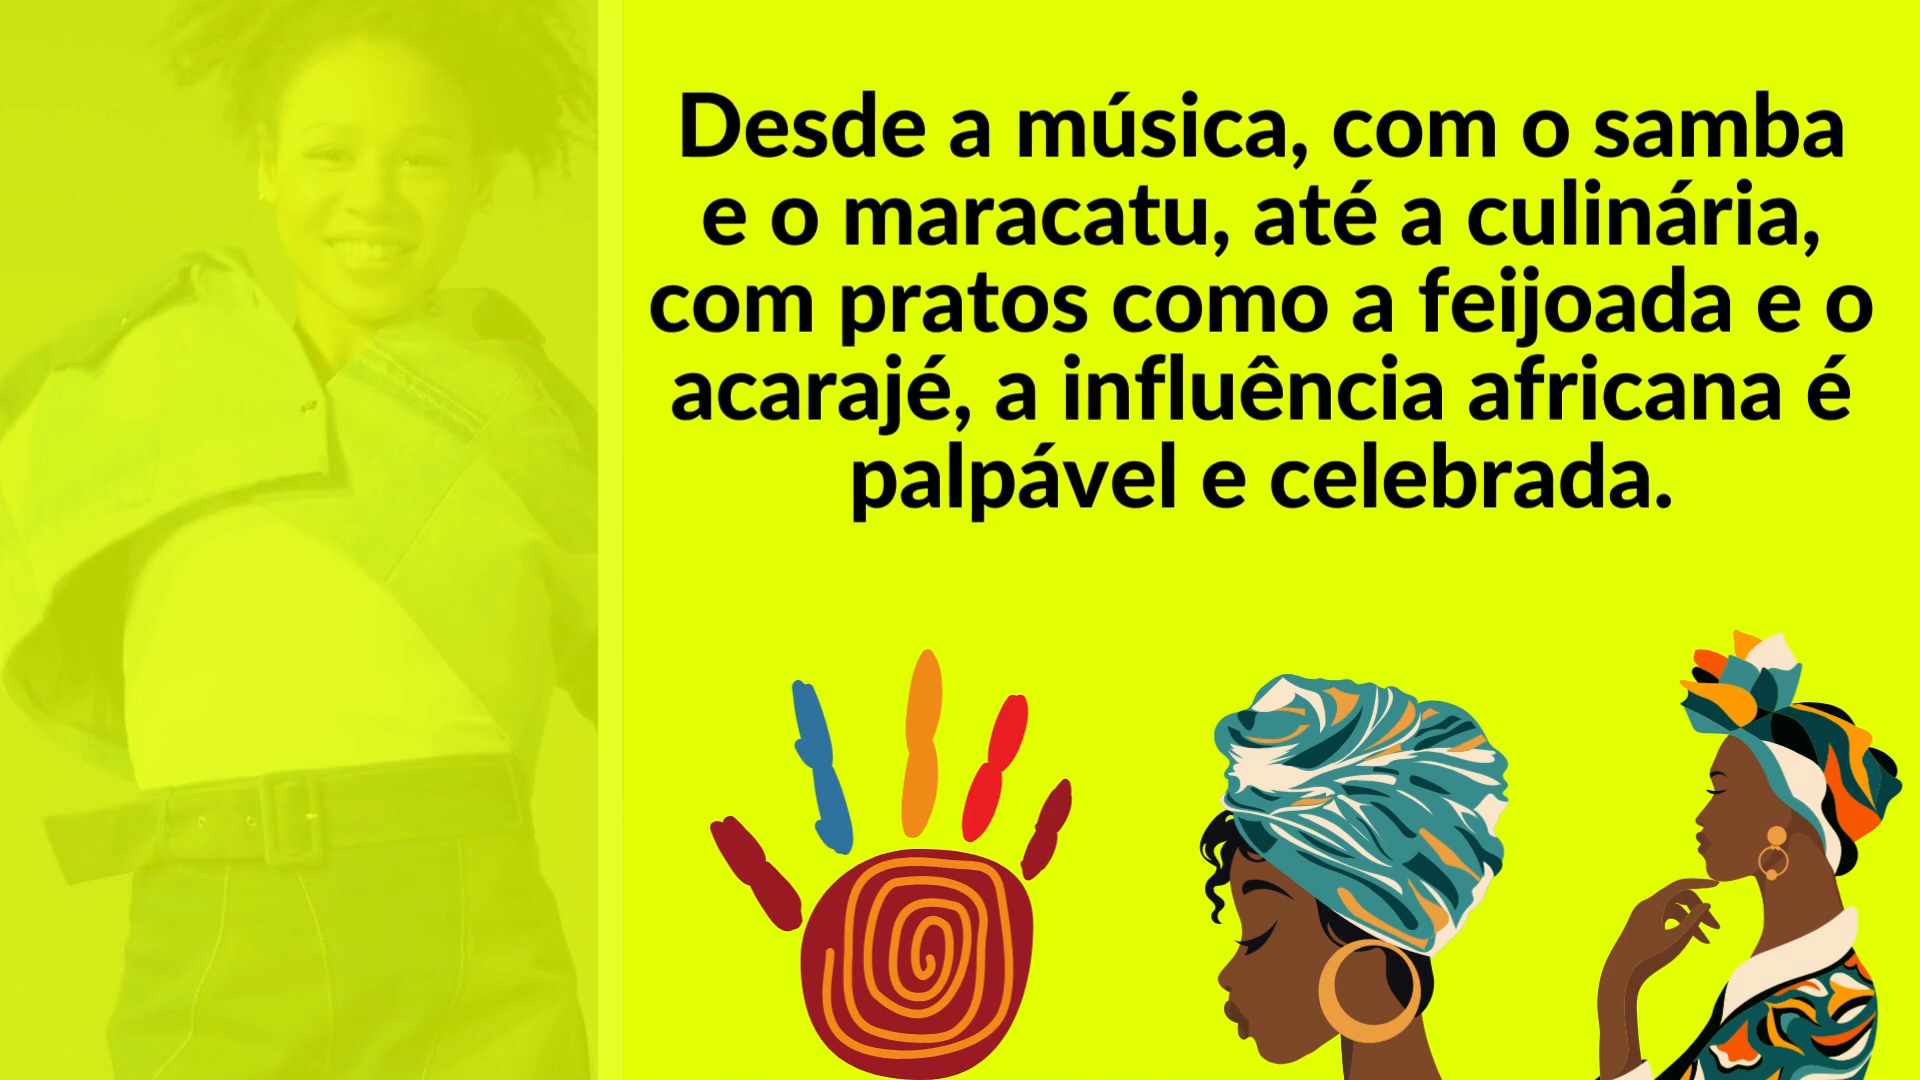 Desde a música, com o samba
e o maracatu, até a culinária,
com pratos como a feijoada e o
acarajé, a influência africana é
palpável e celebrada.